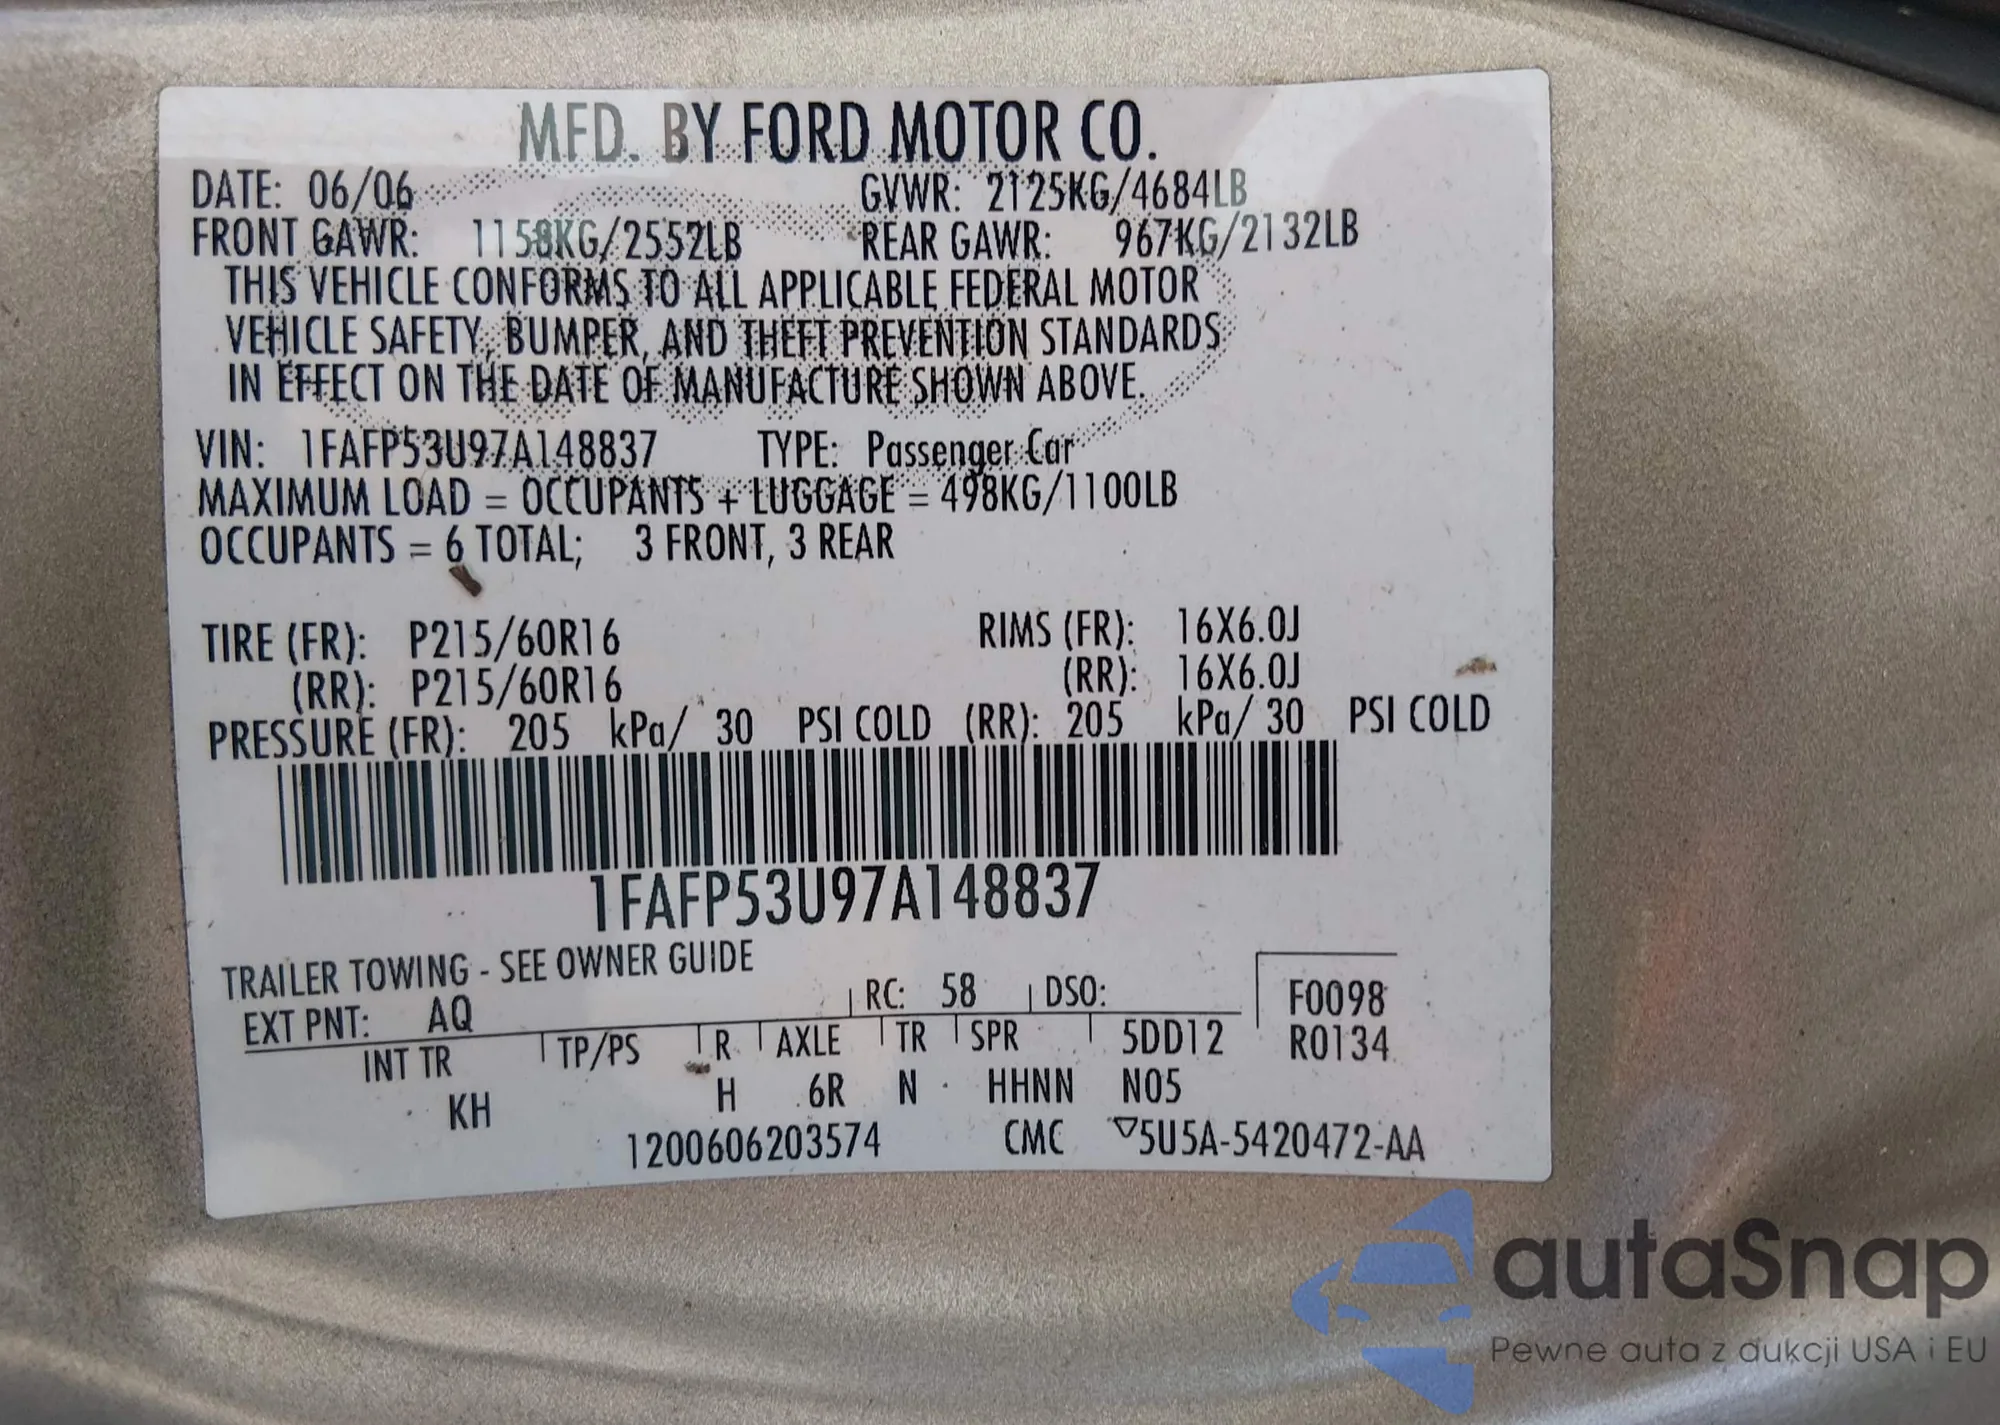 MFD. BY FORD MOTOR CO.
DATE: 06/06 GVWR: 2125KG/4684LB
FRONT GAWR: 1158KG/2552LB REAR GAWR: 967KG/2132LB
THIS VEHICLE CONFORMS TO ALL APPLICABLE FEDERAL MOTOR
VEHICLE SAFETY, BUMPER, AND THEFT PREVENTION STANDARDS
IN EFFECT ON THE DATE OF MANUFACTURE SHOWN ABOVE.
VIN: 1FAFP53U97A148837 TYPE: Passenger Car
MAXIMUM LOAD = OCCUPANTS + LUGGAGE = 498KG/1100LB
OCCUPANTS = 6 TOTAL; 3 FRONT, 3 REAR
TIRE (FR): P215/60R16 RIMS (FR): 16X6.0J
(RR): P215/60R16 (RR): 16X6.0J
PRESSURE (FR): 205 kPa/ 30 PSI COLD (RR): 205 kPa/ 30 PSI COLD
1FAFP53U97A148837
TRAILER TOWING - SEE OWNER GUIDE
EXT PNT: AQ RC: 58 DSO: F0098
INT TR TP/PS R AXLE TR SPR 5DD12 R0134
KH H 6R N HHNN N05
1200606203574 CMC ▽5U5A-5420472-AA
autaSnap
Pewne auta z aukcji USA i EU